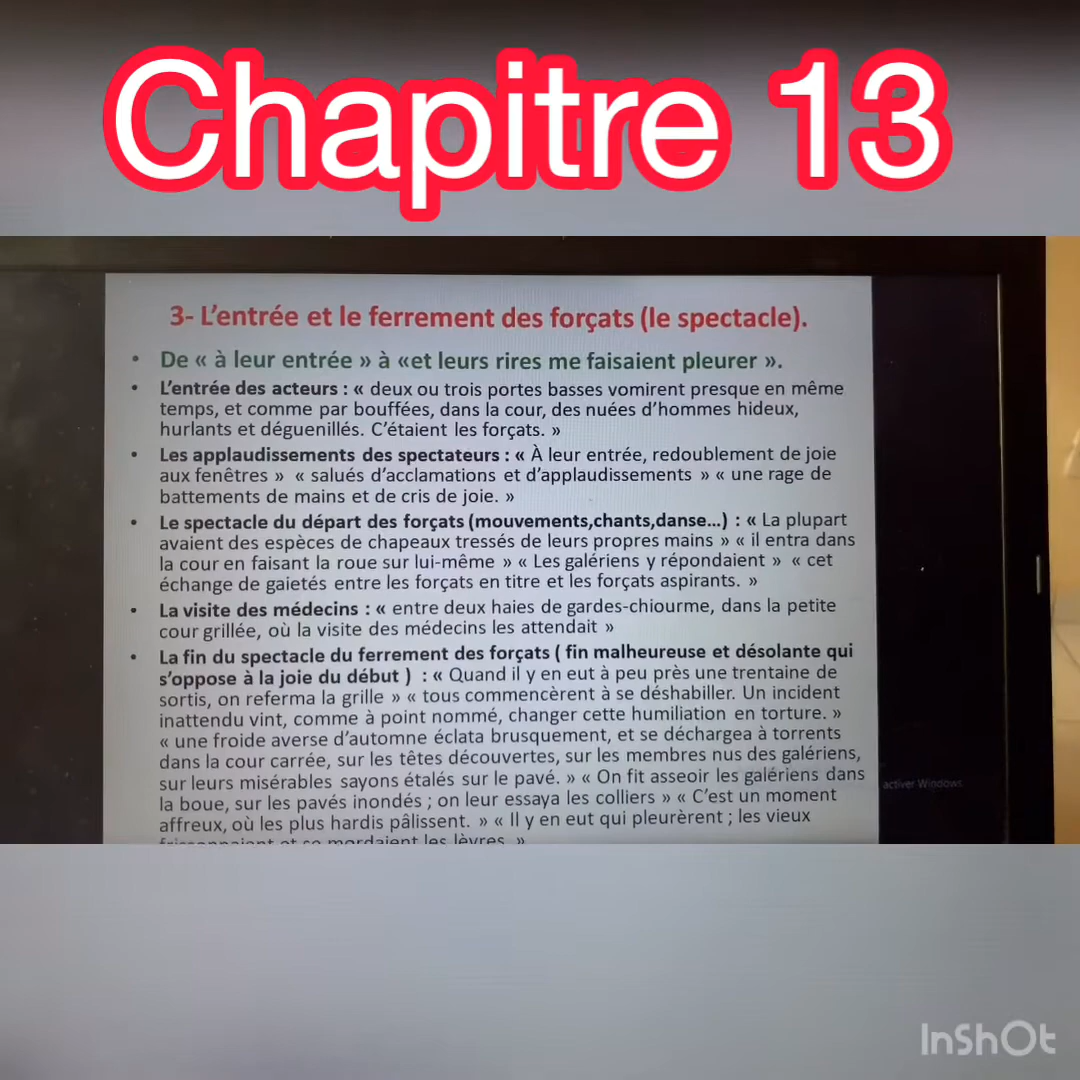 Chapitre 13
3- L'entrée et le ferrement des forçats (le spectacle).
• De « à leur entrée » à «et leurs rires me faisaient pleurer ».
• L'entrée des acteurs : « deux ou trois portes basses vomirent presque en même
temps, et comme par bouffées, dans la cour, des nuées d'hommes hideux,
hurlants et déguenillés. C'étaient les forçats. »
• Les applaudissements des spectateurs : « À leur entrée, redoublement de joie
aux fenêtres » « salués d'acclamations et d'applaudissements » « une rage de
battements de mains et de cris de joie. »
• Le spectacle du départ des forçats (mouvements,chants,danse...) : « La plupart
avaient des espèces de chapeaux tressés de leurs propres mains » « il entra dans
la cour en faisant la roue sur lui-même » « Les galériens y répondaient » « cet
échange de gaietés entre les forçats en titre et les forçats aspirants. »
• La visite des médecins : « entre deux haies de gardes-chiourme, dans la petite
cour grillée, où la visite des médecins les attendait »
• La fin du spectacle du ferrement des forçats ( fin malheureuse et désolante qui
s'oppose à la joie du début ) : « Quand il y en eut à peu près une trentaine de
sortis, on referma la grille » « tous commencèrent à se déshabiller. Un incident
inattendu vint, comme à point nommé, changer cette humiliation en torture. »
« une froide averse d'automne éclata brusquement, et se déchargea à torrents
dans la cour carrée, sur les têtes découvertes, sur les membres nus des galériens,
sur leurs misérables sayons étalés sur le pavé. » « On fit asseoir les galériens dans
la boue, sur les pavés inondés ; on leur essaya les colliers » « C'est un moment
affreux, où les plus hardis pâlissent. » « Il y en eut qui pleurèrent ; les vieux
frissonnaient et se mordaient les lèvres. »
activer Windows.
InShOt